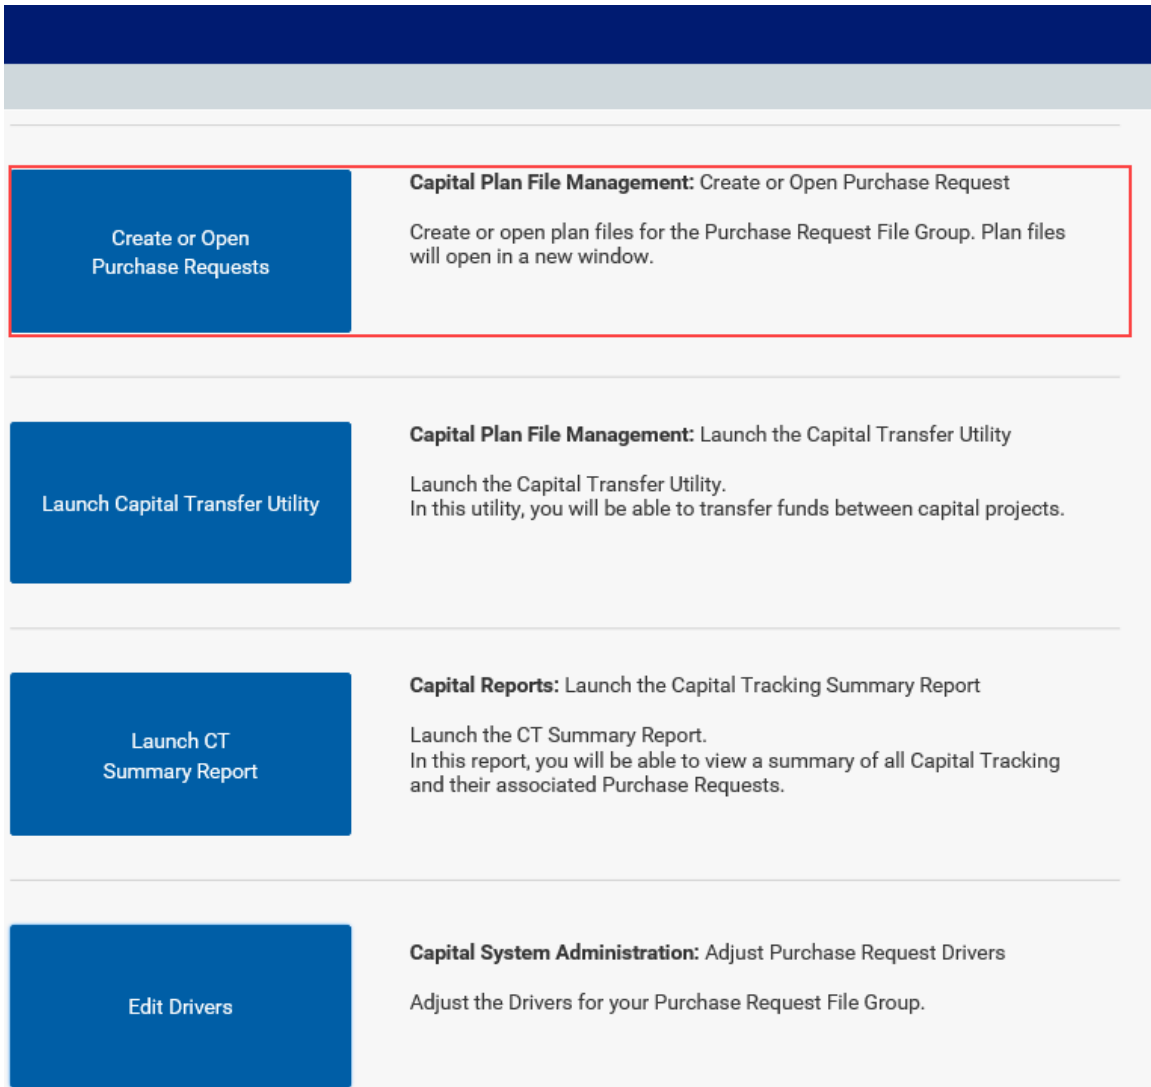 Create or Open
Purchase Requests
Capital Plan File Management: Create or Open Purchase Request
Create or open plan files for the Purchase Request File Group. Plan files
will open in a new window.
Launch Capital Transfer Utility
Capital Plan File Management: Launch the Capital Transfer Utility
Launch the Capital Transfer Utility.
In this utility, you will be able to transfer funds between capital projects.
Launch CT
Summary Report
Capital Reports: Launch the Capital Tracking Summary Report
Launch the CT Summary Report.
In this report, you will be able to view a summary of all Capital Tracking
and their associated Purchase Requests.
Edit Drivers
Capital System Administration: Adjust Purchase Request Drivers
Adjust the Drivers for your Purchase Request File Group.